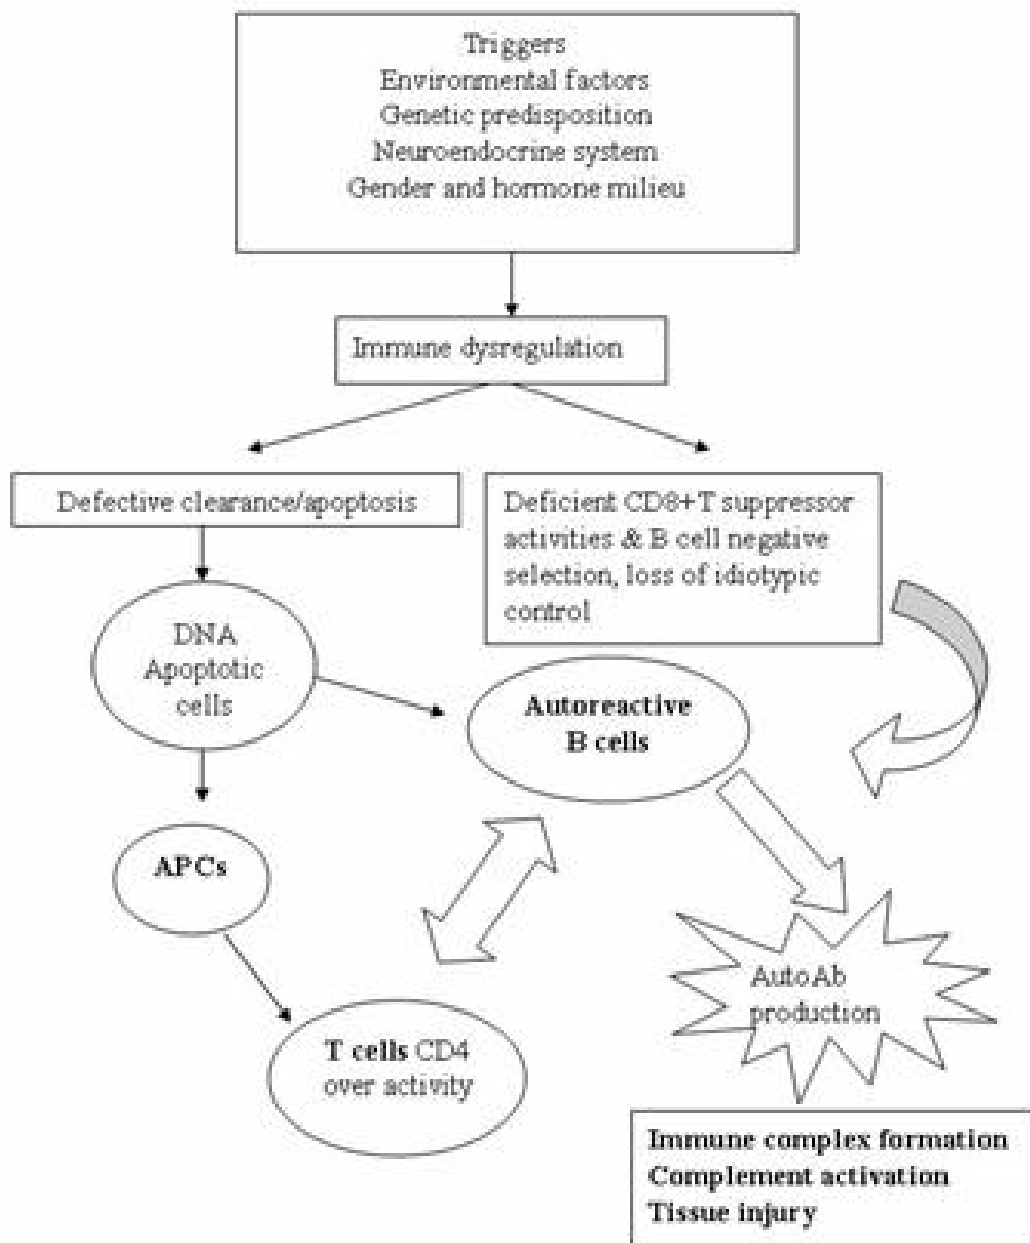 Triggers
Environmental factors
Genetic predisposition
Neuroendocrine system
Gender and hormone milieu
Immune dysregulation
Defective clearance/apoptosis
Deficient CD8+T suppressor
activities & B cell negative
selection, loss of idiotypic
control
DNA
Apoptotic
cells
Autoreactive
B cells
APCs
T cells CD4
over activity
AutoAb
production
Immune complex formation
Complement activation
Tissue injury